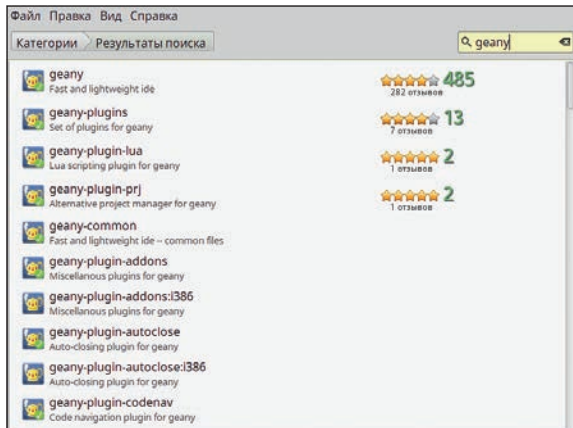 Файл Правка Вид Справка
Категории Результаты поиска geany
geany 485
Fast and lightweight ide 282 отзывов
geany-plugins 13
Set of plugins for geany 7 отзывов
geany-plugin-lua 2
Lua scripting plugin for geany 1 отзывов
geany-plugin-prj 2
Alternative project manager for geany 1 отзывов
geany-common
Fast and lightweight ide – common files
geany-plugin-addons
Miscellanous plugins for geany
geany-plugin-addons:i386
Miscellanous plugins for geany
geany-plugin-autoclose
Auto-closing plugin for geany
geany-plugin-autoclose:i386
Auto-closing plugin for geany
geany-plugin-codenav
Code navigation plugin for geany